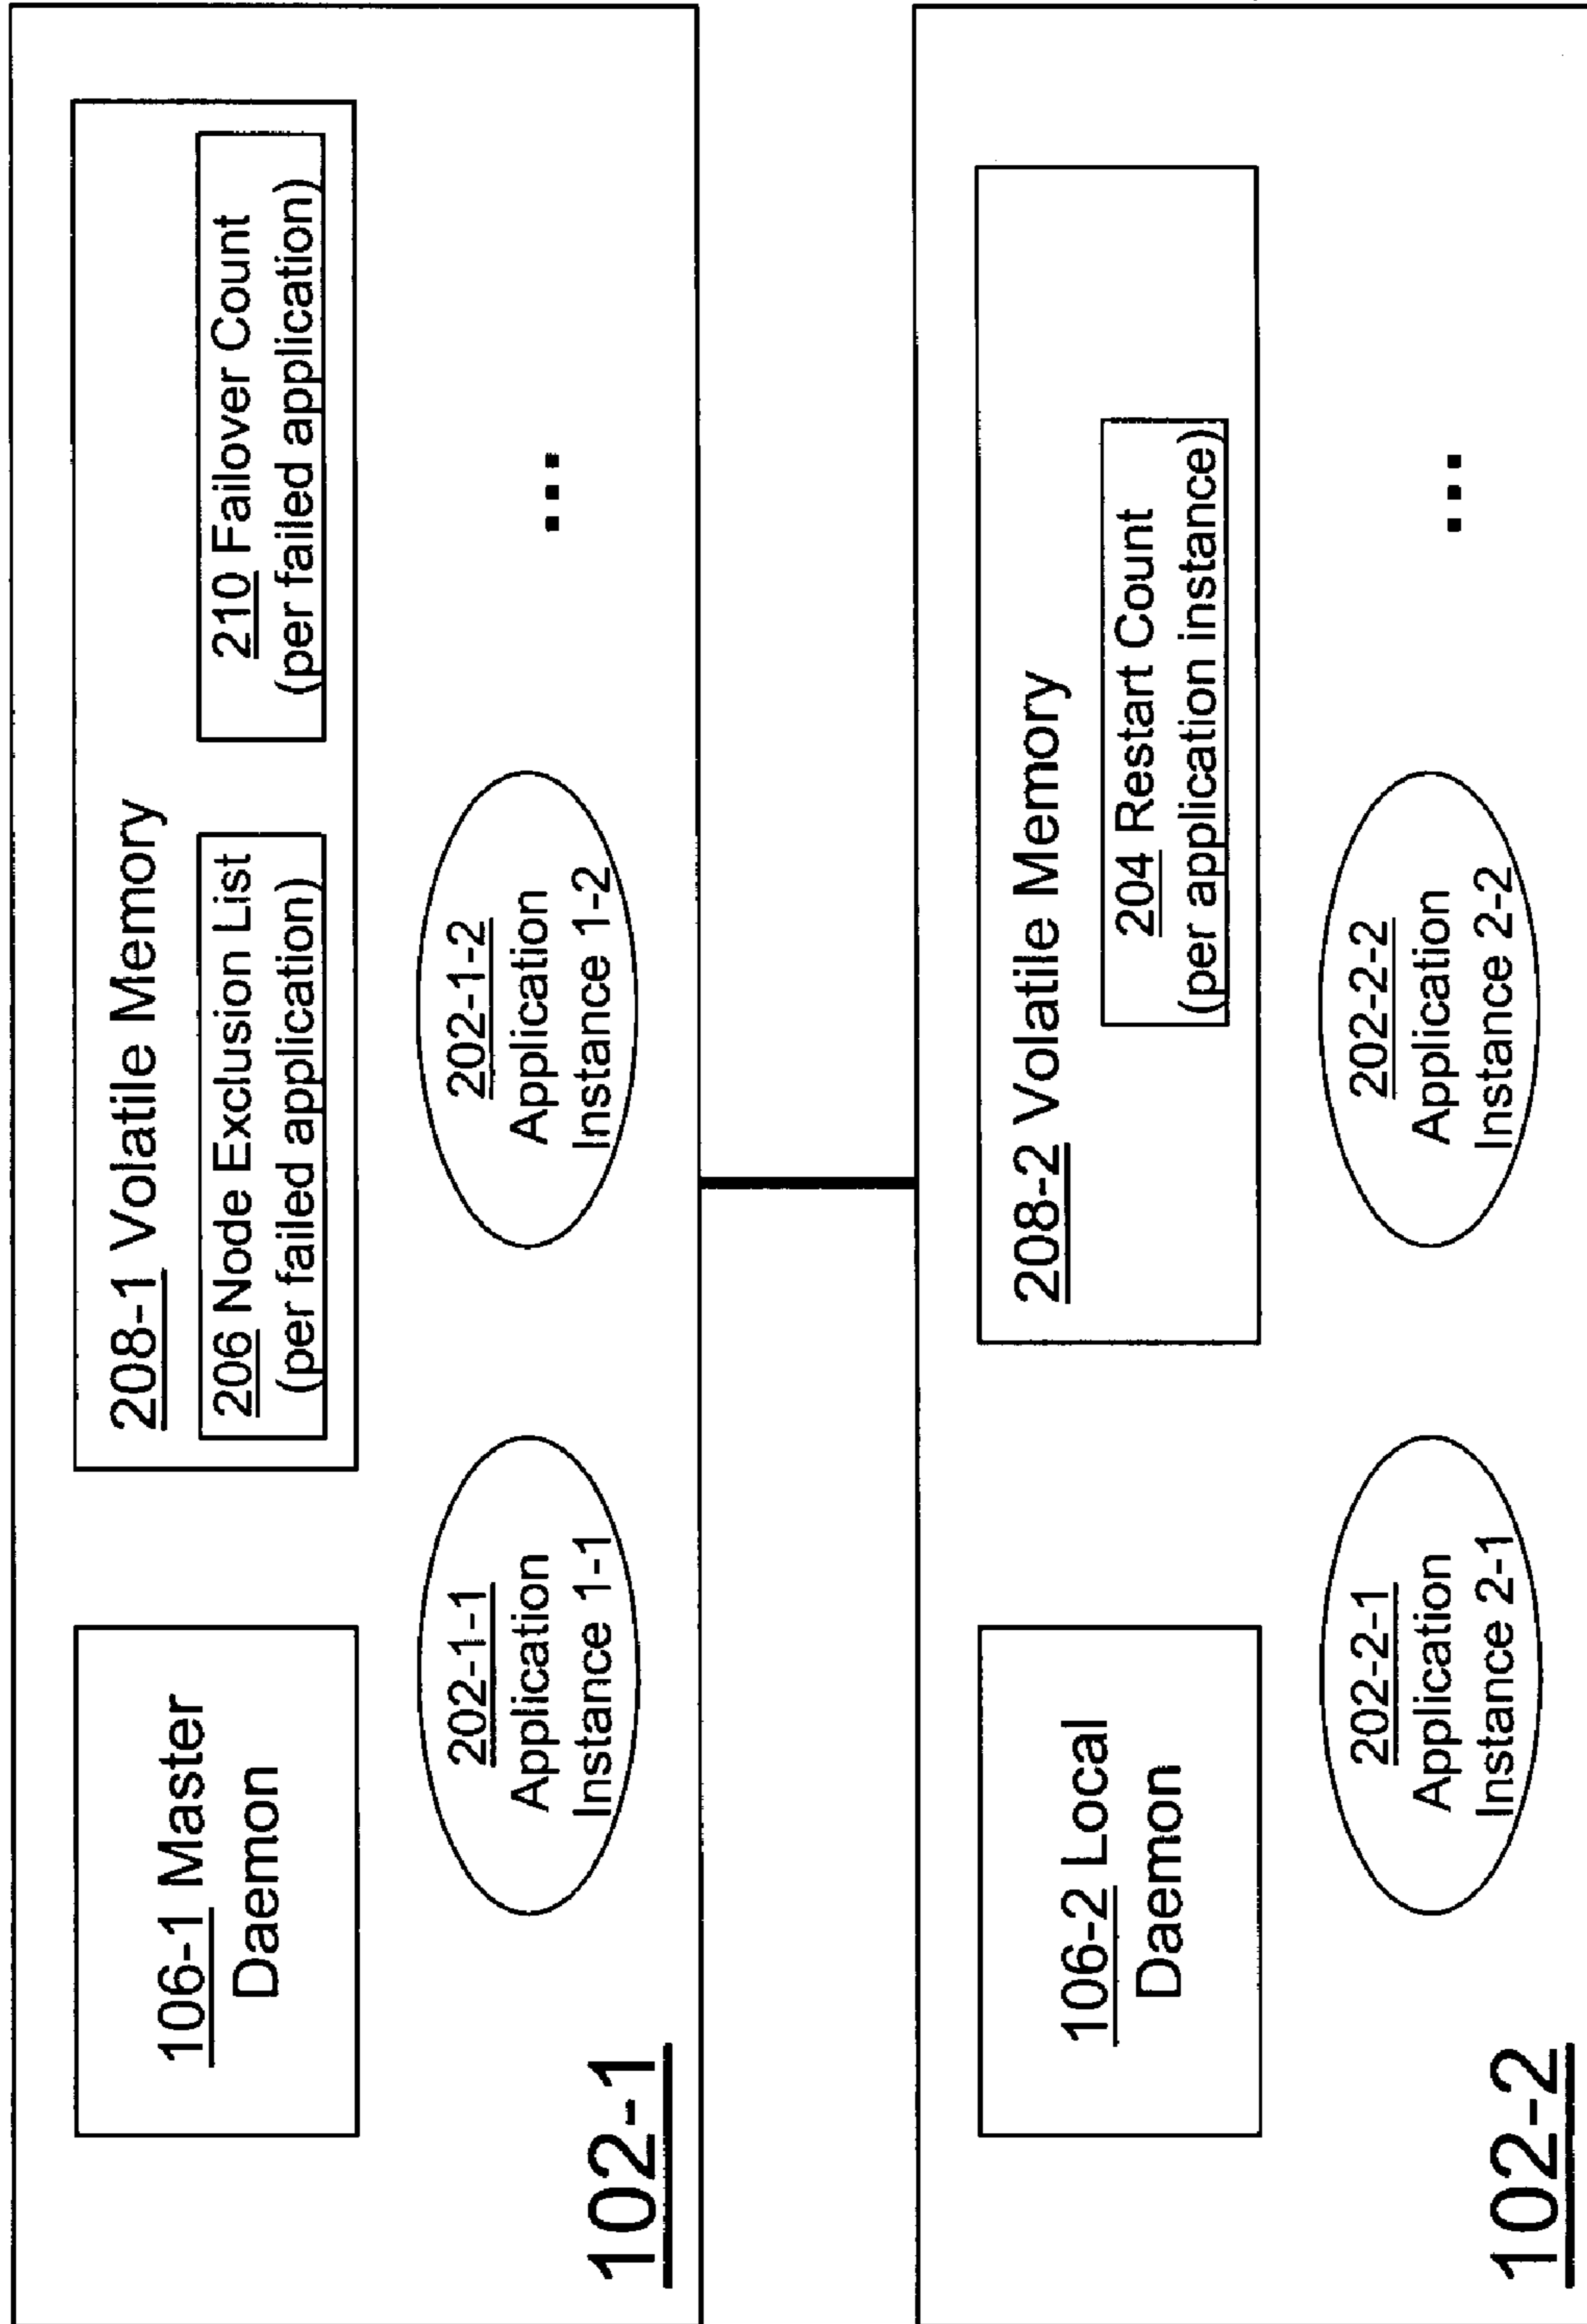 208-1 Volatile Memory
106-1 Master
Daemon
206 Node Exclusion List
(per failed application)
210 Failover Count
(per failed application)
202-1-1
Application
Instance 1-1
202-1-2
Application
Instance 1-2
...
102-1
208-2 Volatile Memory
106-2 Local
Daemon
204 Restart Count
(per application instance)
202-2-1
Application
Instance 2-1
202-2-2
Application
Instance 2-2
...
102-2